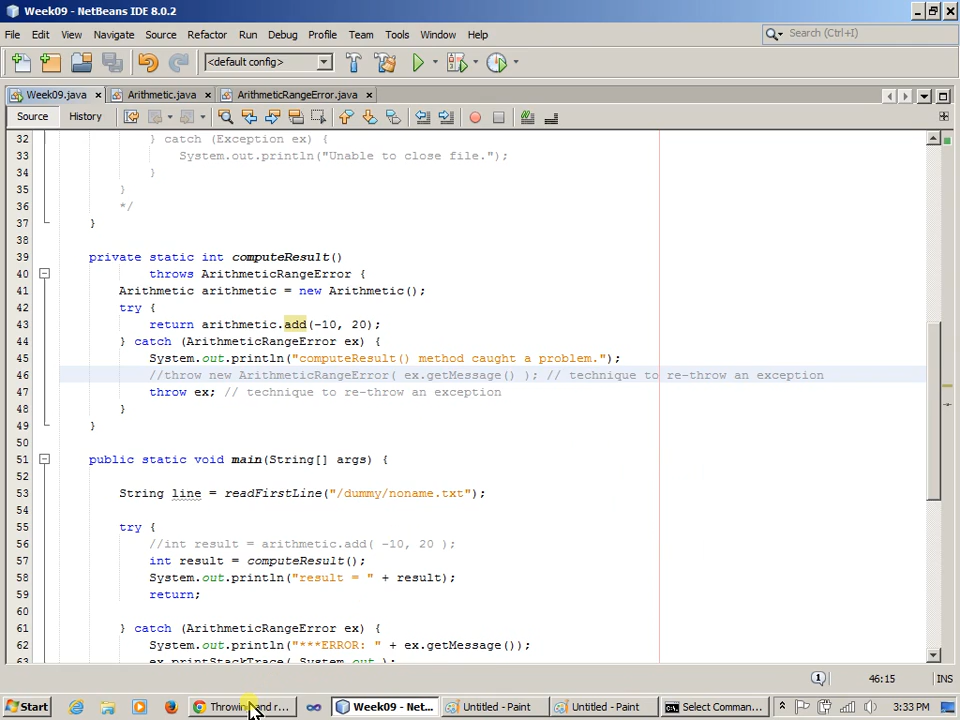 Week09 - NetBeans IDE 8.0.2
File Edit View Navigate Source Refactor Run Debug Profile Team Tools Window Help
Search (Ctrl+I)
<default config>
Week09.java Arithmetic.java ArithmeticRangeError.java
Source History
32 } catch (Exception ex) {
33 System.out.println("Unable to close file.");
34 }
35 }
36 */
37 }
38
39 private static int computeResult()
40 throws ArithmeticRangeError {
41 Arithmetic arithmetic = new Arithmetic();
42 try {
43 return arithmetic.add(-10, 20);
44 } catch (ArithmeticRangeError ex) {
45 System.out.println("computeResult() method caught a problem.");
46 //throw new ArithmeticRangeError( ex.getMessage() ); // technique to re-throw an exception
47 throw ex; // technique to re-throw an exception
48 }
49 }
50
51 public static void main(String[] args) {
52
53 String line = readFirstLine("/dummy/noname.txt");
54
55 try {
56 //int result = arithmetic.add( -10, 20 );
57 int result = computeResult();
58 System.out.println("result = " + result);
59 return;
60
61 } catch (ArithmeticRangeError ex) {
62 System.out.println("***ERROR: " + ex.getMessage());
63 ex.printStackTrace( System.out );
1 46:15 INS
Start Throwing and r... Week09 - Net... Untitled - Paint Untitled - Paint Select Comman... 3:33 PM